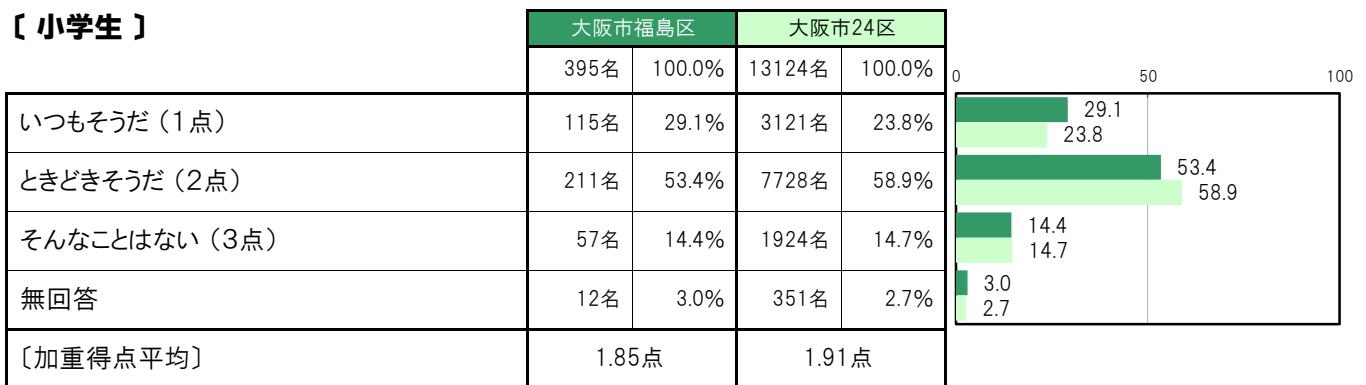 〔 小学生 〕
大阪市福島区 大阪市24区
395名 100.0% 13124名 100.0%
0 50 100
いつもそうだ（１点） 115名 29.1% 3121名 23.8%
29.1
23.8
ときどきそうだ（２点） 211名 53.4% 7728名 58.9%
53.4
58.9
そんなことはない（３点） 57名 14.4% 1924名 14.7%
14.4
14.7
無回答 12名 3.0% 351名 2.7%
3.0
2.7
〔加重得点平均〕 1.85点 1.91点